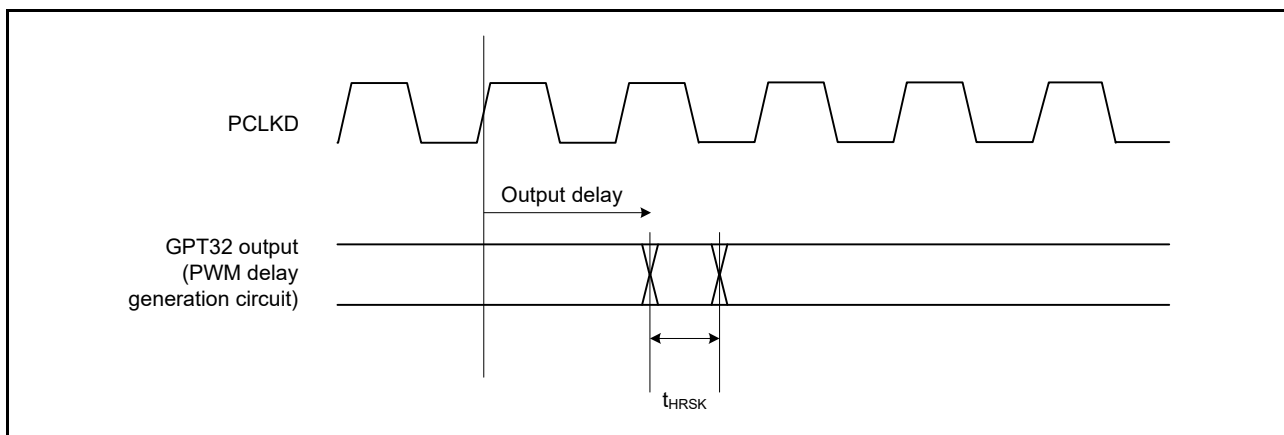 PCLKD
Output delay
GPT32 output
(PWM delay
generation circuit)
tHRSK